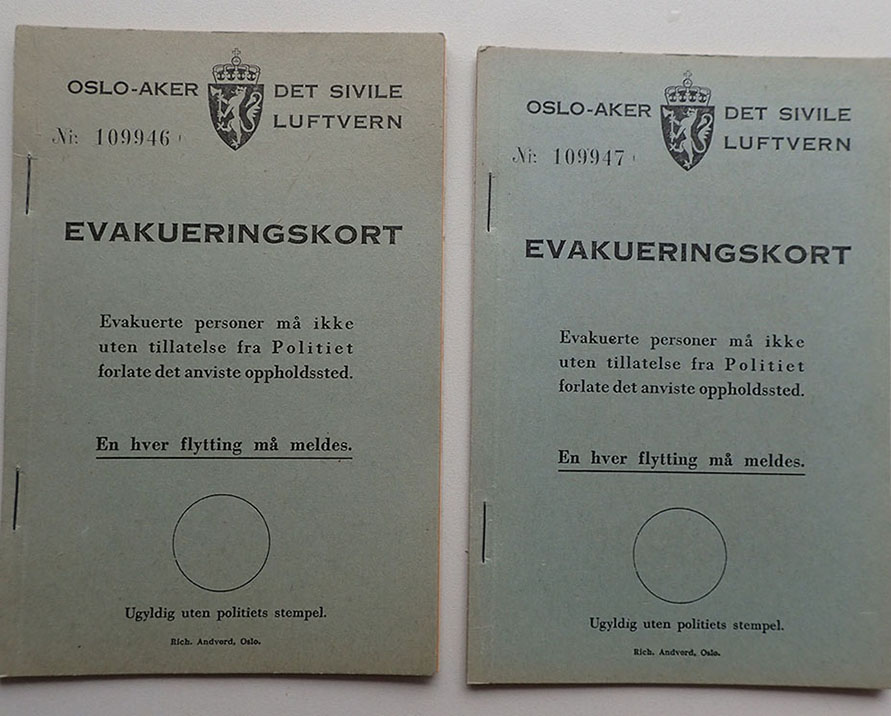 OSLO-AKER DET SIVILE
LUFTVERN
Nr. 109946
EVAKUERINGSKORT
Evakuerte personer må ikke
uten tillatelse fra Politiet
forlate det anviste oppholdssted.
En hver flytting må meldes.
Ugyldig uten politiets stempel.
Rich. Andvord, Oslo.
OSLO-AKER DET SIVILE
LUFTVERN
Nr. 109947
EVAKUERINGSKORT
Evakuerte personer må ikke
uten tillatelse fra Politiet
forlate det anviste oppholdssted.
En hver flytting må meldes.
Ugyldig uten politiets stempel.
Rich. Andvord, Oslo.